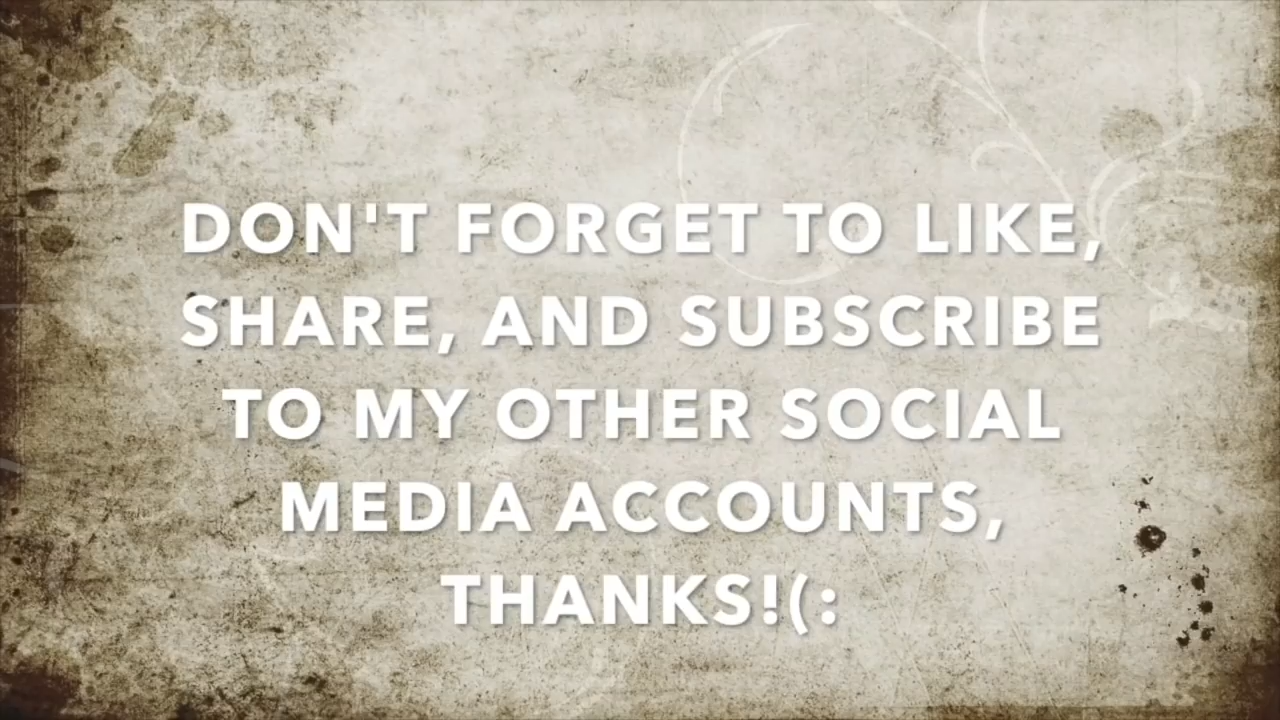 DON'T FORGET TO LIKE,
SHARE, AND SUBSCRIBE
TO MY OTHER SOCIAL
MEDIA ACCOUNTS,
THANKS!(: